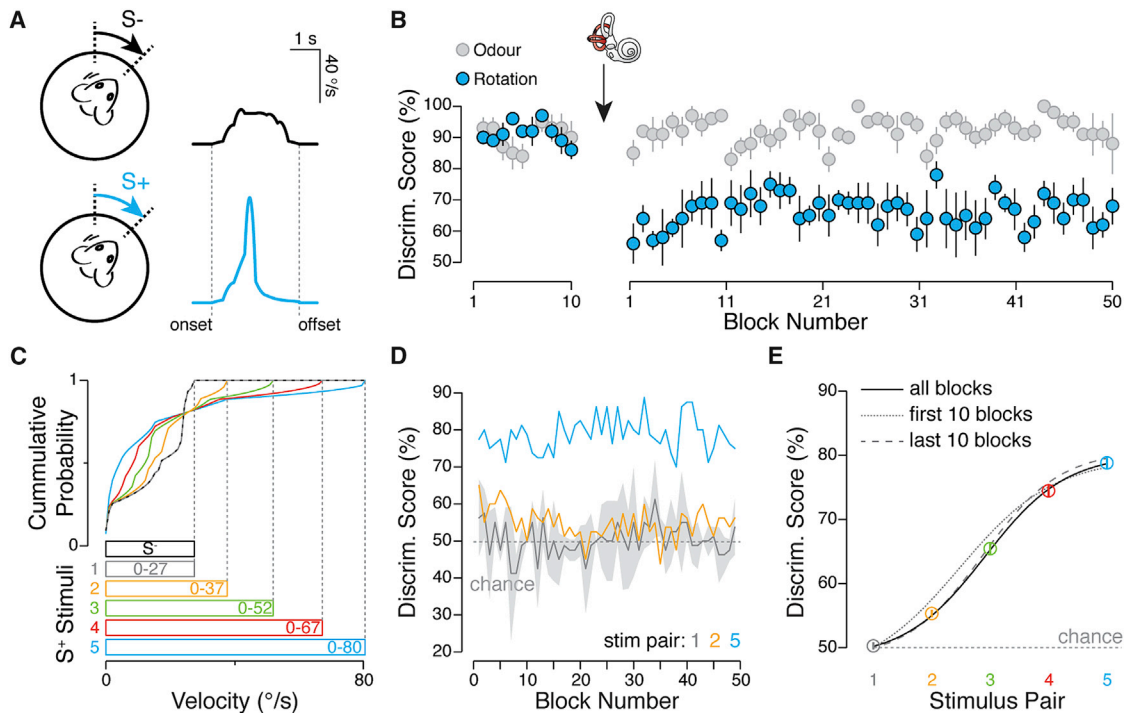 A
S-
1 s
40 º/s
S+
onset
offset
B
Odour
Rotation
Discrim. Score (%)
100
90
80
70
60
50
1
10
1
11
21
31
41
50
Block Number
C
Cummulative
Probability
1
0
S-
1
0-27
2
0-37
3
0-52
4
0-67
5
0-80
S+ Stimuli
0
80
Velocity (°/s)
D
Discrim. Score (%)
90
80
70
60
50
40
30
20
chance
stim pair: 1 2 5
0
10
20
30
40
50
Block Number
E
all blocks
first 10 blocks
last 10 blocks
Discrim. Score (%)
90
80
70
60
50
chance
1
2
3
4
5
Stimulus Pair